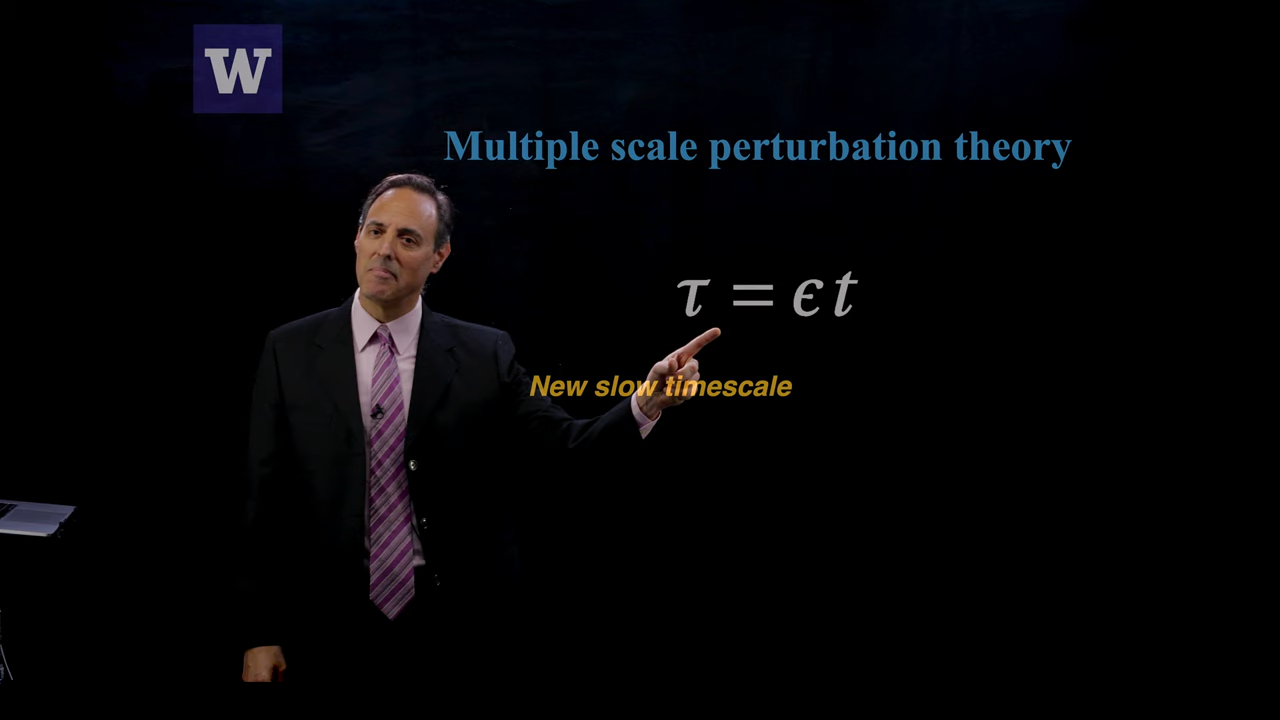 W
Multiple scale perturbation theory
τ = ϵt
New slow timescale